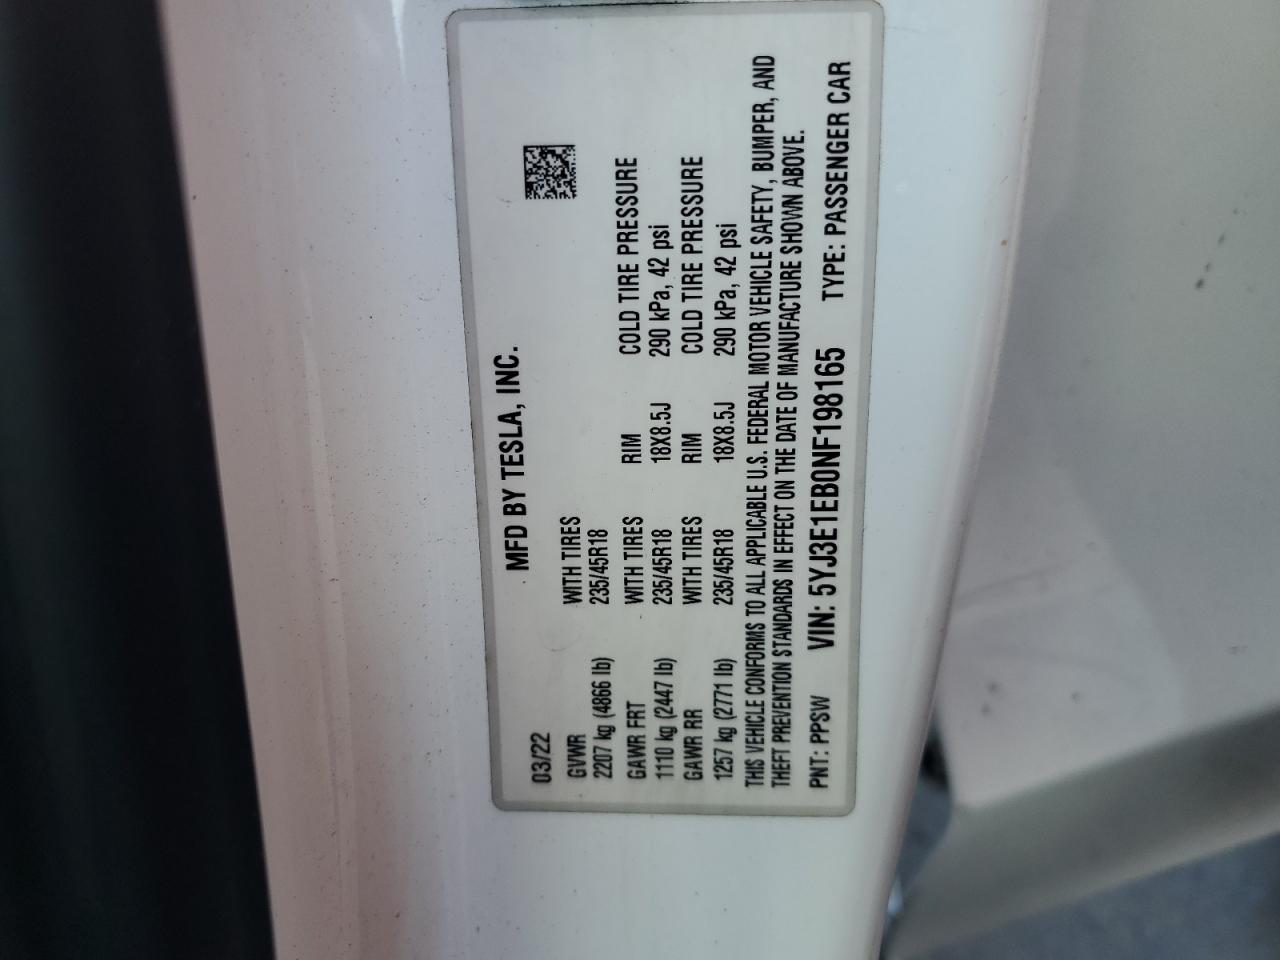 MFD BY TESLA, INC.
03/22
GVWR WITH TIRES
2207 kg (4866 lb) 235/45R18
GAWR FRT WITH TIRES RIM COLD TIRE PRESSURE
1110 kg (2447 lb) 235/45R18 18X8.5J 290 kPa, 42 psi
GAWR RR WITH TIRES RIM COLD TIRE PRESSURE
1257 kg (2771 lb) 235/45R18 18X8.5J 290 kPa, 42 psi
THIS VEHICLE CONFORMS TO ALL APPLICABLE U.S. FEDERAL MOTOR VEHICLE SAFETY, BUMPER, AND
THEFT PREVENTION STANDARDS IN EFFECT ON THE DATE OF MANUFACTURE SHOWN ABOVE.
PNT: PPSW VIN: 5YJ3E1EB0NF198165 TYPE: PASSENGER CAR